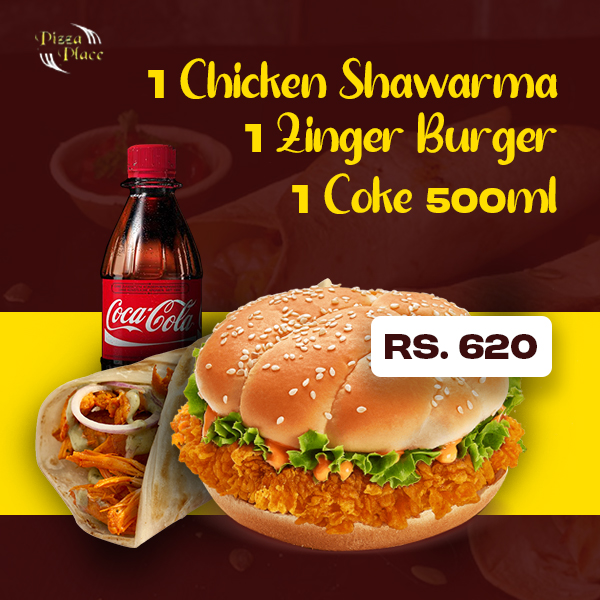 Pizza
Place
1 Chicken Shawarma
1 Zinger Burger
1 Coke 500ml
Coca-Cola
RS. 620